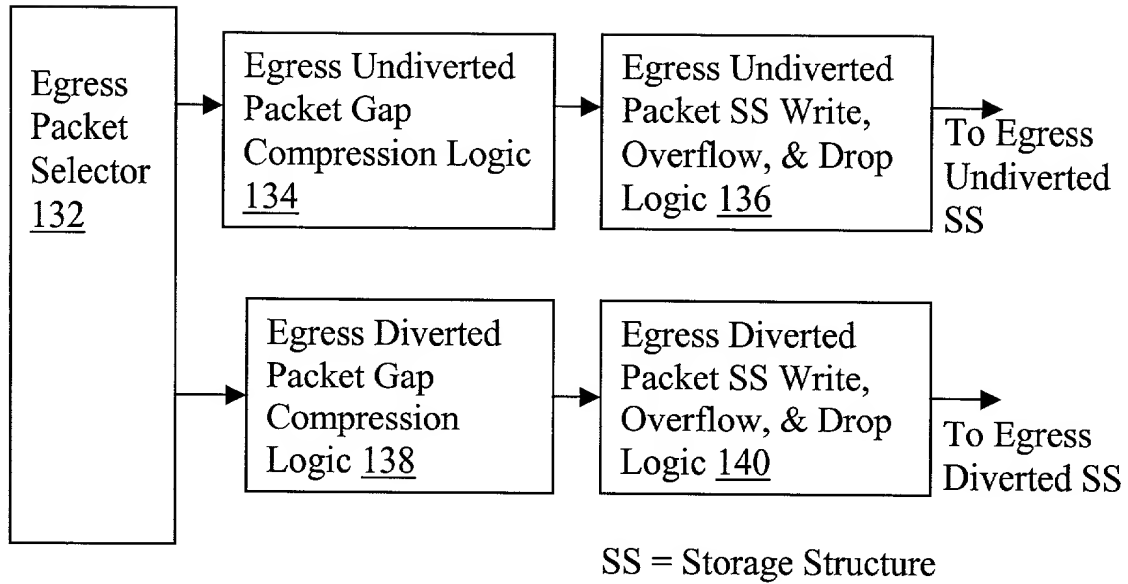 Egress
Packet
Selector
132
Egress Undiverted
Packet Gap
Compression Logic
134
Egress Undiverted
Packet SS Write,
Overflow, & Drop
Logic 136
To Egress
Undiverted
SS
Egress Diverted
Packet Gap
Compression
Logic 138
Egress Diverted
Packet SS Write,
Overflow, & Drop
Logic 140
To Egress
Diverted SS
SS = Storage Structure